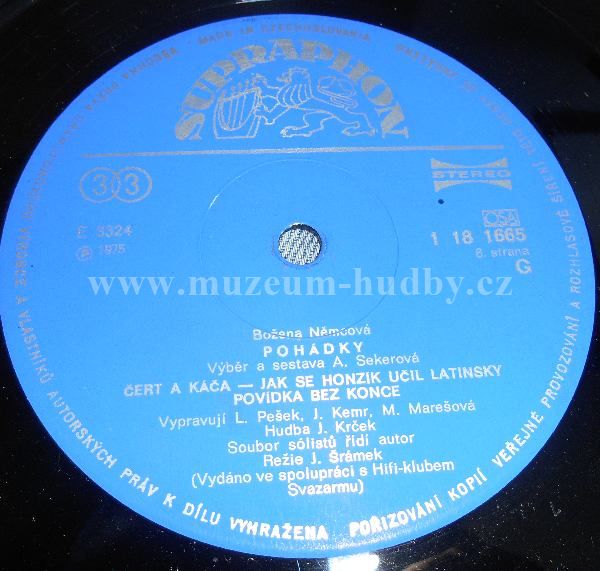 SUPRAPHON
MADE IN CZECHOSLOVAKIA
33
STEREO
OSA
E 3324
℗ 1975
1 18 1665
6. strana
G
www.muzeum-hudby.cz
Božena Němcová
POHÁDKY
Výběr a sestava A. Sekerová
ČERT A KÁČA — JAK SE HONZÍK UČIL LATINSKY
POVÍDKA BEZ KONCE
Vypravují L. Pešek, J. Kemr, M. Marešová
Hudba J. Krček
Soubor sólistů řídí autor
Režie J. Šrámek
(Vydáno ve spolupráci s Hifi-klubem
Svazarmu)
VLASTNÍKŮ AUTORSKÝCH PRÁV K DÍLU VYHRAŽENA POŘIZOVÁNÍ KOPIÍ VEŘEJNÉ PROVOZOVÁNÍ A ROZHLASOVÉ ŠÍŘENÍ